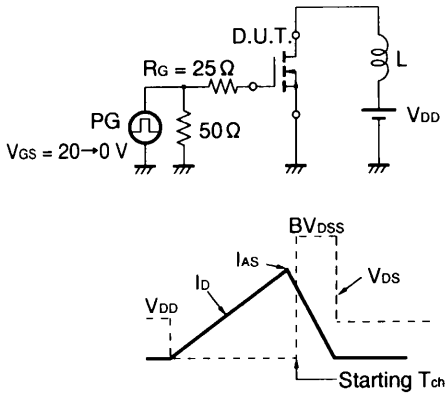 D.U.T.
RG = 25 Ω
L
PG
50 Ω
VDD
VGS = 20→0 V
BVDSS
IAS
ID
VDS
VDD
Starting Tch